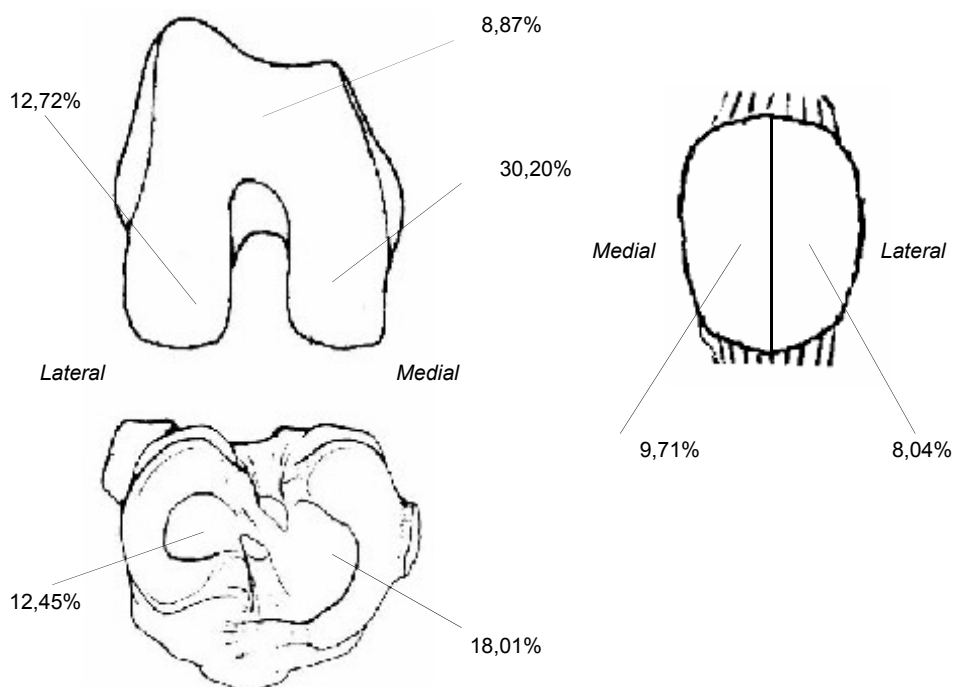 8,87%
12,72%
30,20%
Medial
Lateral
Lateral
Medial
9,71%
8,04%
12,45%
18,01%